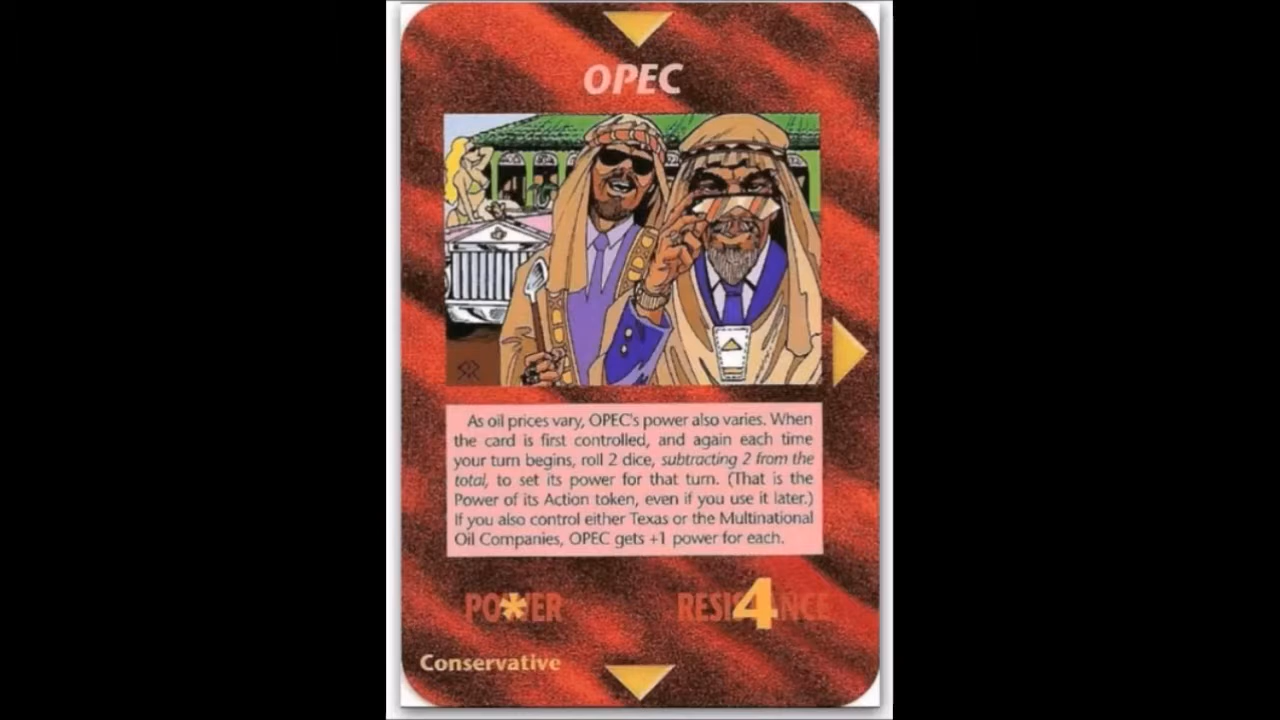 OPEC
As oil prices vary, OPEC's power also varies. When
the card is first controlled, and again each time
your turn begins, roll 2 dice, subtracting 2 from the
total, to set its power for that turn. (That is the
Power of its Action token, even if you use it later.)
If you also control either Texas or the Multinational
Oil Companies, OPEC gets +1 power for each.
POWER * RESISTANCE 4
Conservative